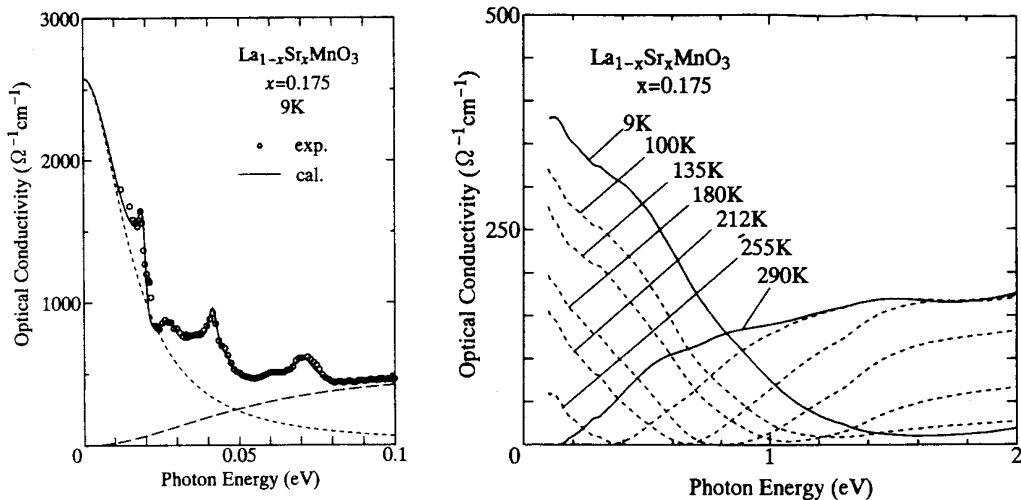 3000
2000
1000
0
0
0.05
0.1
Optical Conductivity (Ω⁻¹cm⁻¹)
Photon Energy (eV)
La₁₋ₓSrₓMnO₃
x=0.175
9K
exp.
cal.
500
250
0
0
1
2
Optical Conductivity (Ω⁻¹cm⁻¹)
Photon Energy (eV)
La₁₋ₓSrₓMnO₃
x=0.175
9K
100K
135K
180K
212K
255K
290K